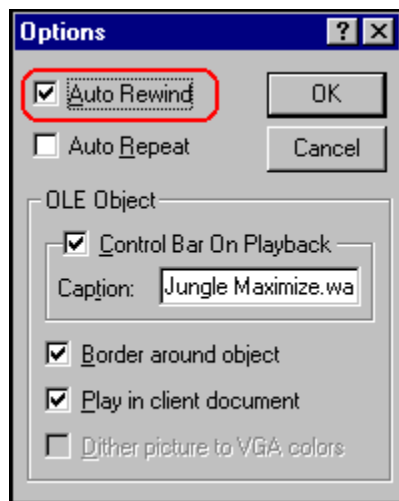 Options
Auto Rewind
OK
Auto Repeat
Cancel
OLE Object
Control Bar On Playback
Caption: Jungle Maximize.wa
Border around object
Play in client document
Dither picture to VGA colors